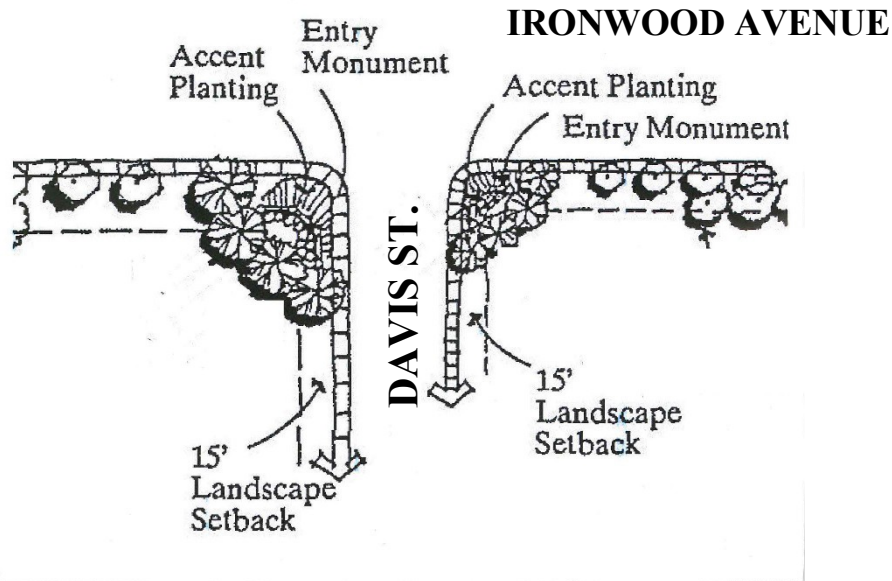 IRONWOOD AVENUE
Accent
Planting
Entry
Monument
Accent Planting
Entry Monument
DAVIS ST.
15'
Landscape
Setback
15'
Landscape
Setback